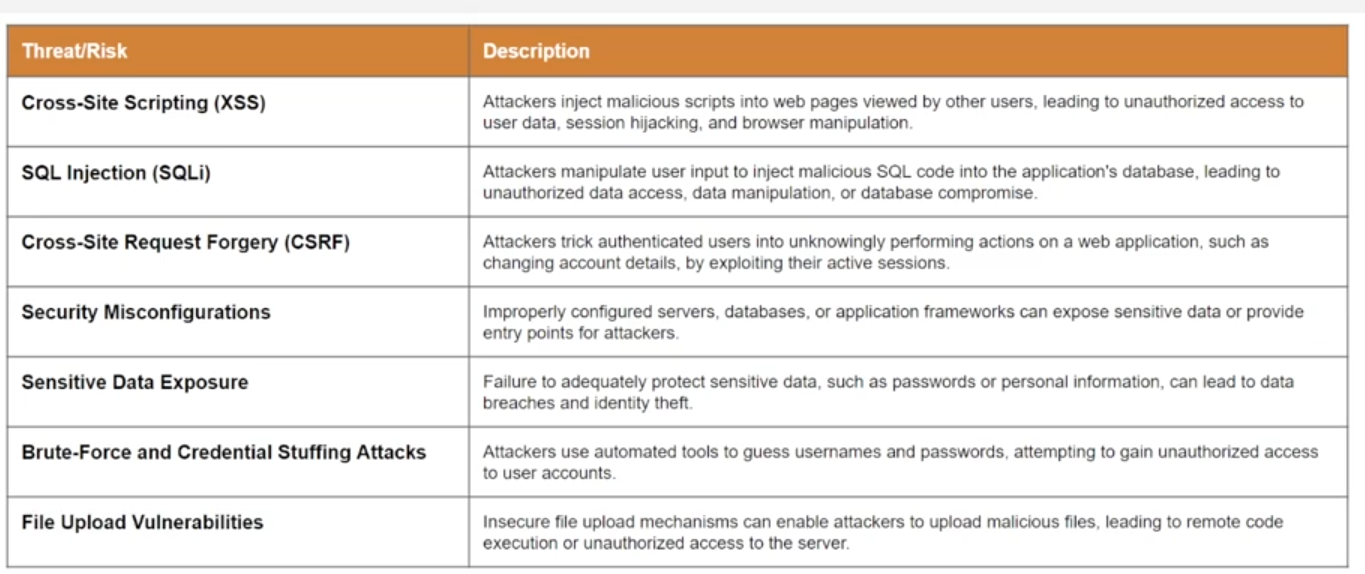 Threat/Risk
Description
Cross-Site Scripting (XSS)
Attackers inject malicious scripts into web pages viewed by other users, leading to unauthorized access to
user data, session hijacking, and browser manipulation.
SQL Injection (SQLi)
Attackers manipulate user input to inject malicious SQL code into the application's database, leading to
unauthorized data access, data manipulation, or database compromise.
Cross-Site Request Forgery (CSRF)
Attackers trick authenticated users into unknowingly performing actions on a web application, such as
changing account details, by exploiting their active sessions.
Security Misconfigurations
Improperly configured servers, databases, or application frameworks can expose sensitive data or provide
entry points for attackers.
Sensitive Data Exposure
Failure to adequately protect sensitive data, such as passwords or personal information, can lead to data
breaches and identity theft.
Brute-Force and Credential Stuffing Attacks
Attackers use automated tools to guess usernames and passwords, attempting to gain unauthorized access
to user accounts.
File Upload Vulnerabilities
Insecure file upload mechanisms can enable attackers to upload malicious files, leading to remote code
execution or unauthorized access to the server.